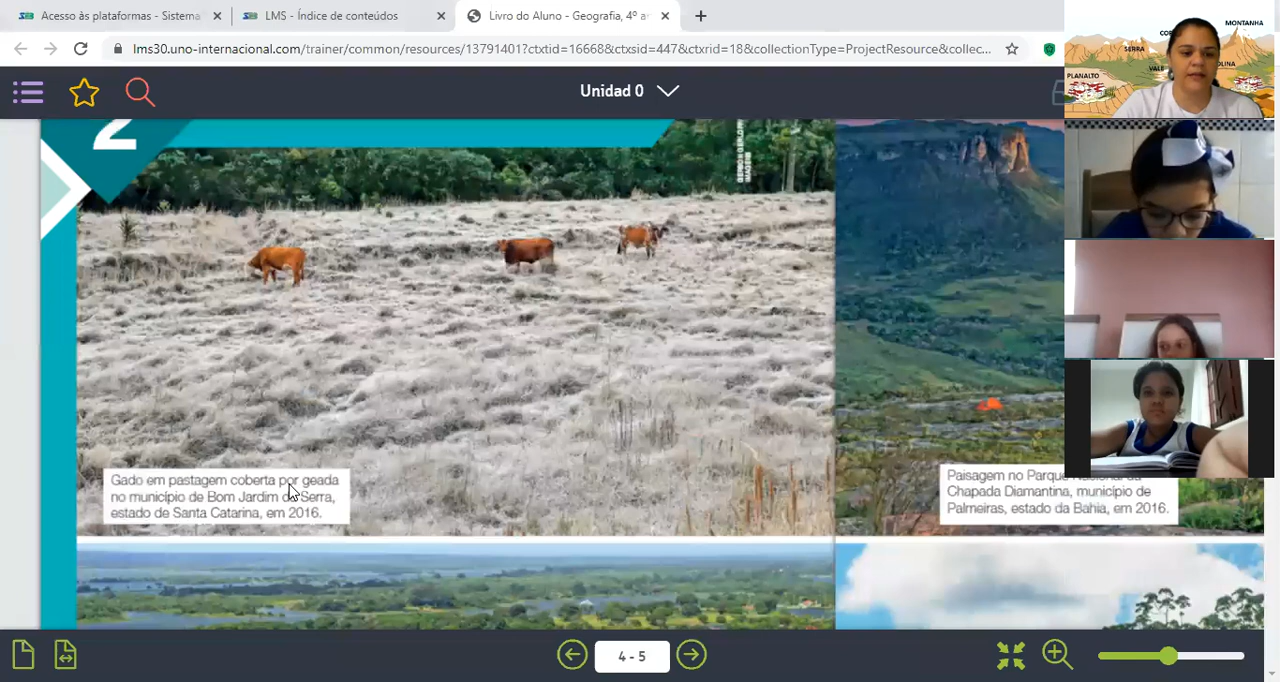 Acesso às plataformas - Sistema
LMS - Índice de conteúdos
Livro do Aluno - Geografia, 4º a
lms30.uno-internacional.com/trainer/common/resources/13791401?ctxtid=16668&ctxsid=447&ctxrid=18&collectionType=ProjectResource&collec...
Unidad 0
MONTANHA
SERRA
VALE
PLANALTO
2
Gado em pastagem coberta por geada
no município de Bom Jardim da Serra,
estado de Santa Catarina, em 2016.
Paisagem no Parque
Chapada Diamantina, município de
Palmeiras, estado da Bahia, em 2016.
4 - 5